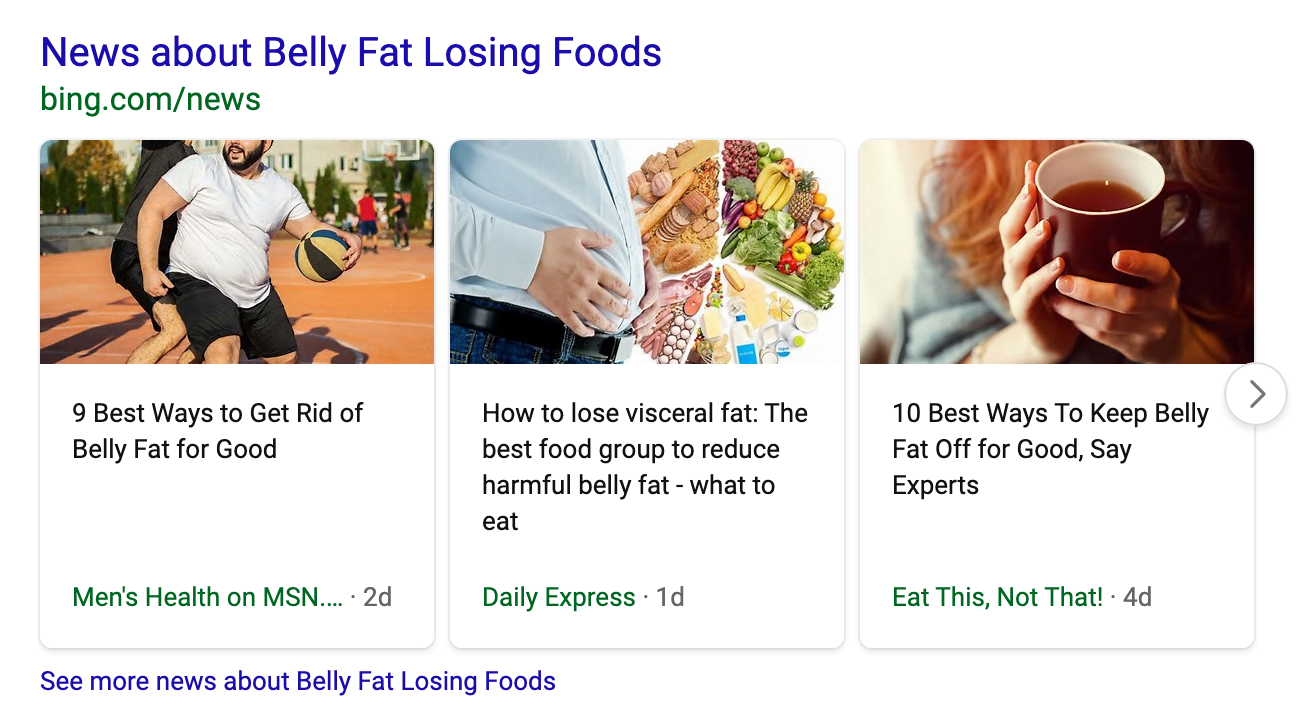 News about Belly Fat Losing Foods
bing.com/news
9 Best Ways to Get Rid of
Belly Fat for Good
Men's Health on MSN.... · 2d
How to lose visceral fat: The
best food group to reduce
harmful belly fat - what to
eat
Daily Express · 1d
10 Best Ways To Keep Belly
Fat Off for Good, Say
Experts
Eat This, Not That! · 4d
See more news about Belly Fat Losing Foods